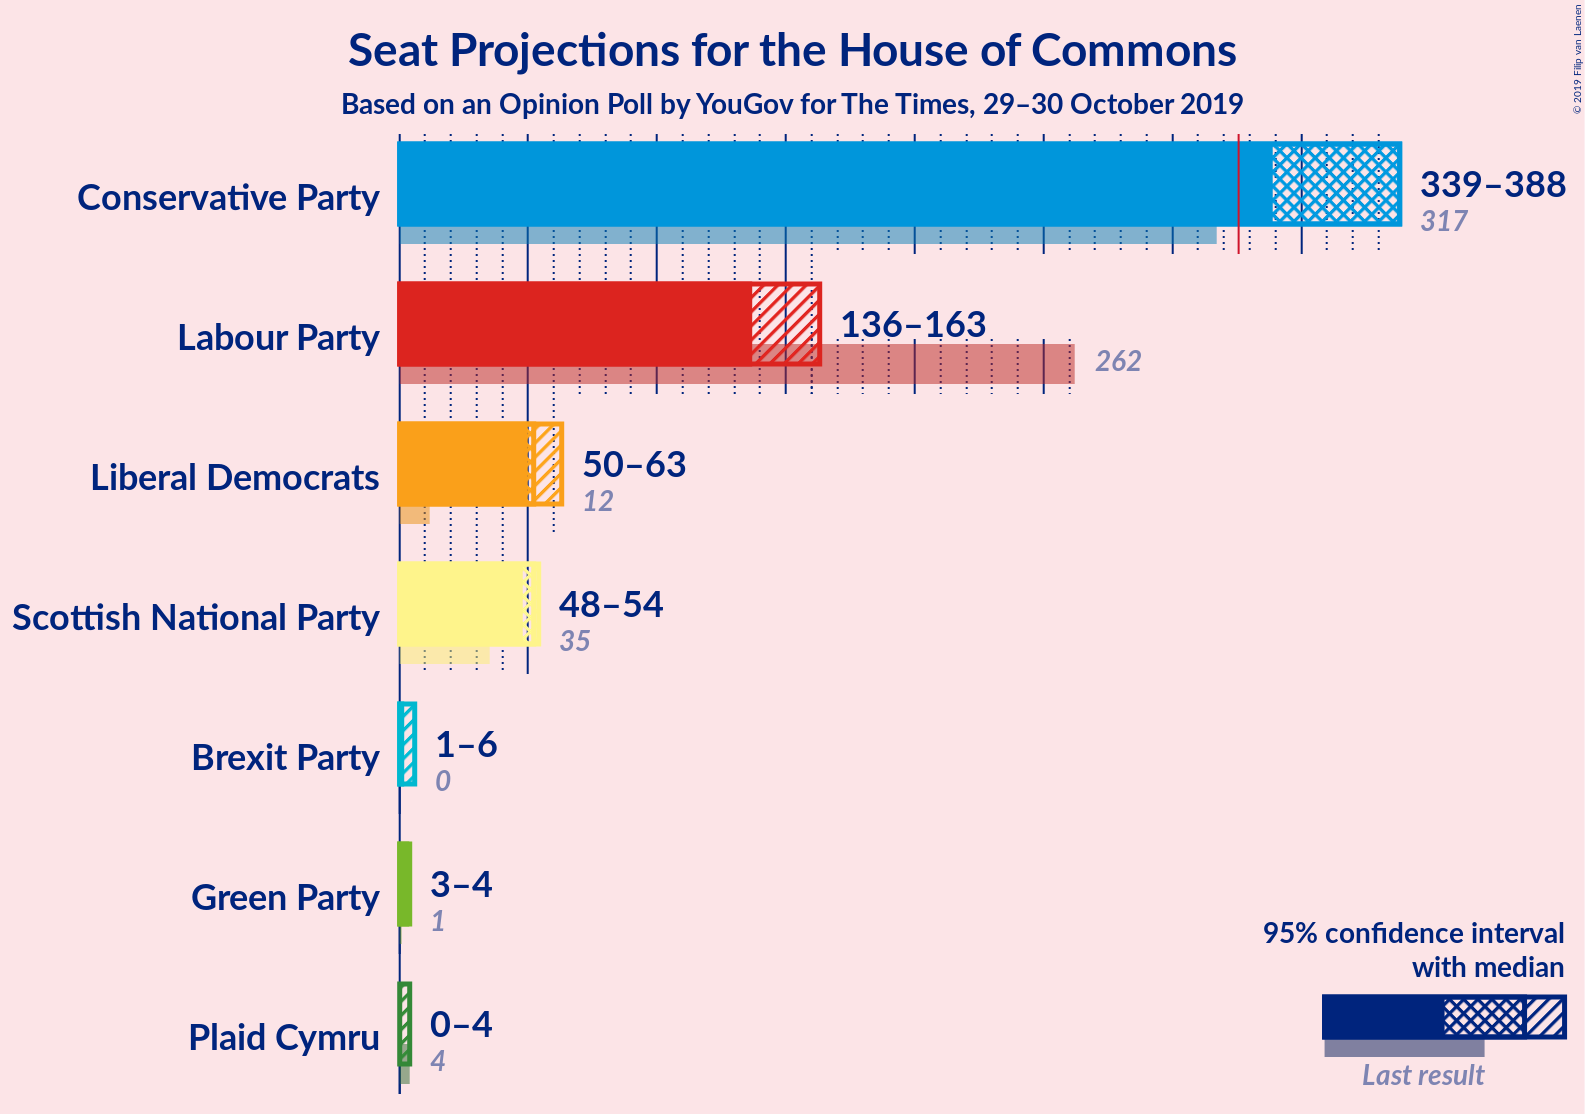 Seat Projections for the House of Commons
Based on an Opinion Poll by YouGov for The Times, 29–30 October 2019
© 2019 Filip van Laenen
Conservative Party
339–388
317
Labour Party
136–163
262
Liberal Democrats
50–63
12
Scottish National Party
48–54
35
Brexit Party
1–6
0
Green Party
3–4
1
Plaid Cymru
0–4
4
95% confidence interval
with median
Last result